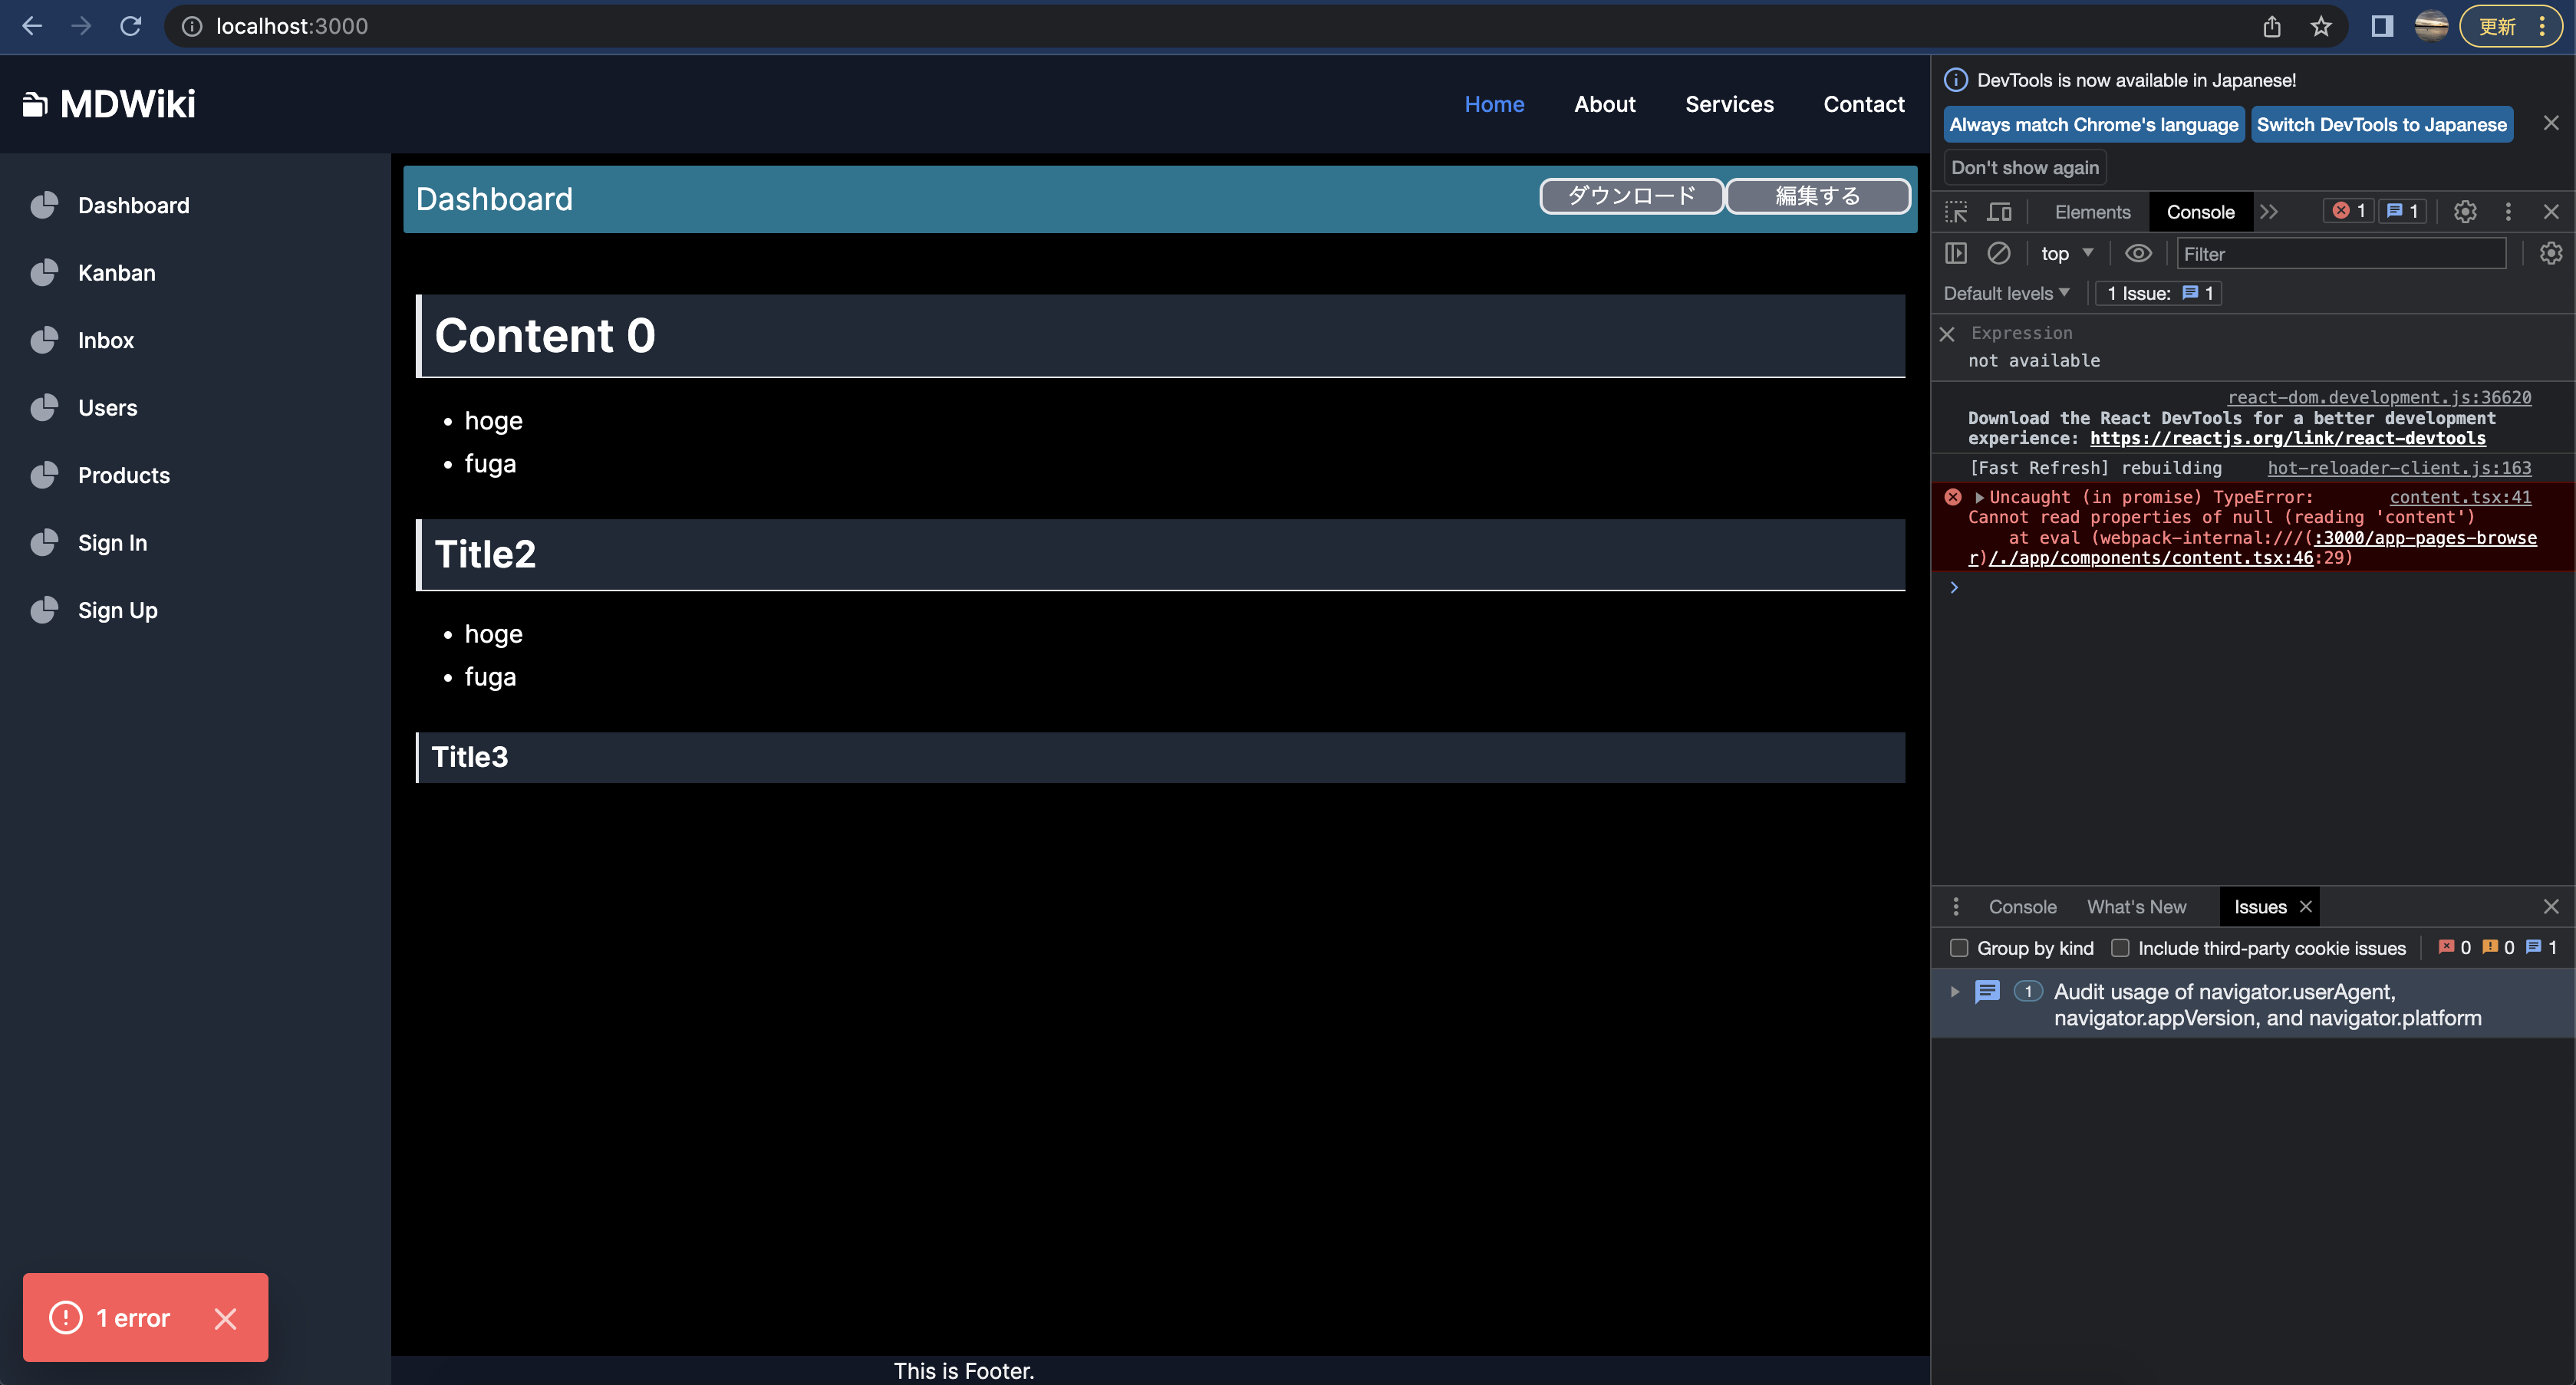 localhost:3000
更新
MDWiki
Home About Services Contact
Dashboard
Kanban
Inbox
Users
Products
Sign In
Sign Up
1 error
Dashboard
ダウンロード 編集する
Content 0
hoge
fuga
Title2
hoge
fuga
Title3
This is Footer.
DevTools is now available in Japanese!
Always match Chrome's language Switch DevTools to Japanese
Don't show again
Elements Console 1 1
top Filter
Default levels 1 Issue: 1
Expression
not available
react-dom.development.js:36620
Download the React DevTools for a better development
experience: https://reactjs.org/link/react-devtools
[Fast Refresh] rebuilding hot-reloader-client.js:163
Uncaught (in promise) TypeError: content.tsx:41
Cannot read properties of null (reading 'content')
at eval (webpack-internal:///(:3000/app-pages-browse
r)/./app/components/content.tsx:46:29)
Console What's New Issues
Group by kind Include third-party cookie issues 0 0 1
1 Audit usage of navigator.userAgent,
navigator.appVersion, and navigator.platform